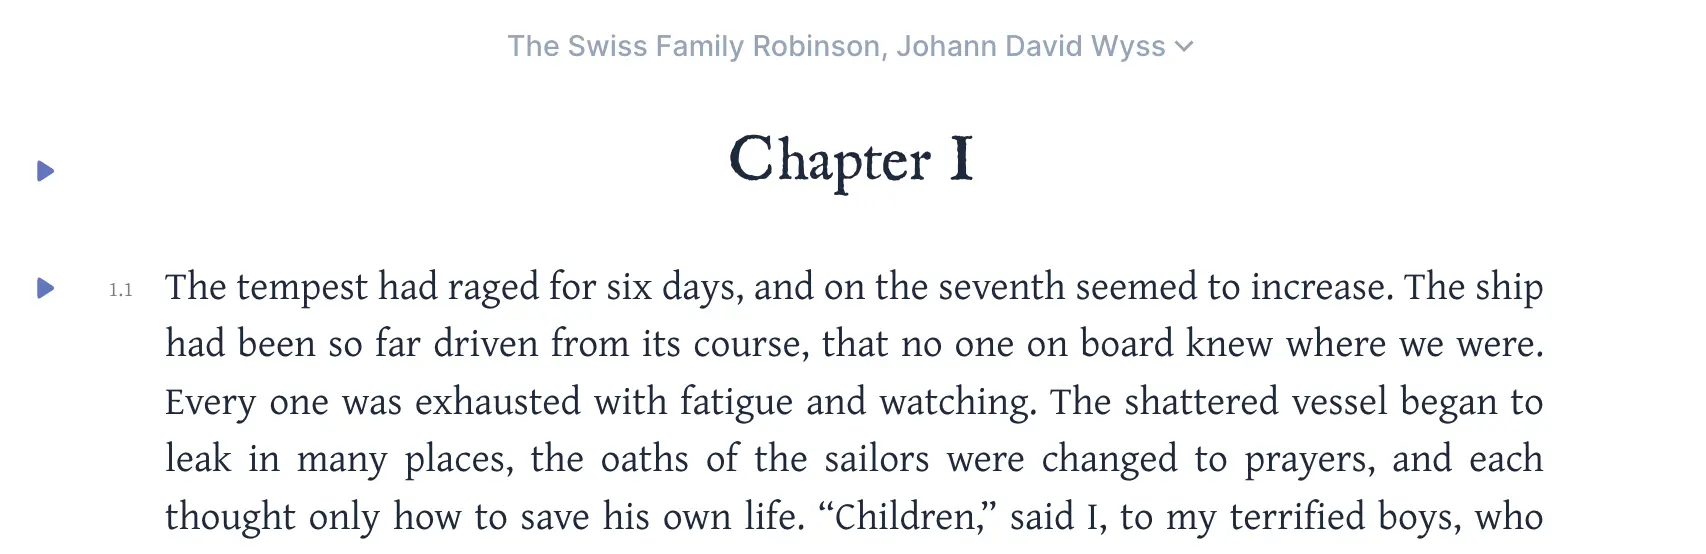 The Swiss Family Robinson, Johann David Wyss
Chapter I
1.1 The tempest had raged for six days, and on the seventh seemed to increase. The ship
had been so far driven from its course, that no one on board knew where we were.
Every one was exhausted with fatigue and watching. The shattered vessel began to
leak in many places, the oaths of the sailors were changed to prayers, and each
thought only how to save his own life. “Children,” said I, to my terrified boys, who